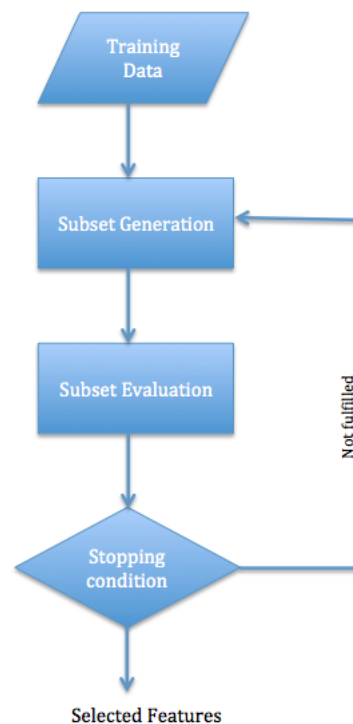 Training
Data
Subset Generation
Subset Evaluation
Not fulfilled
Stopping
condition
Selected Features